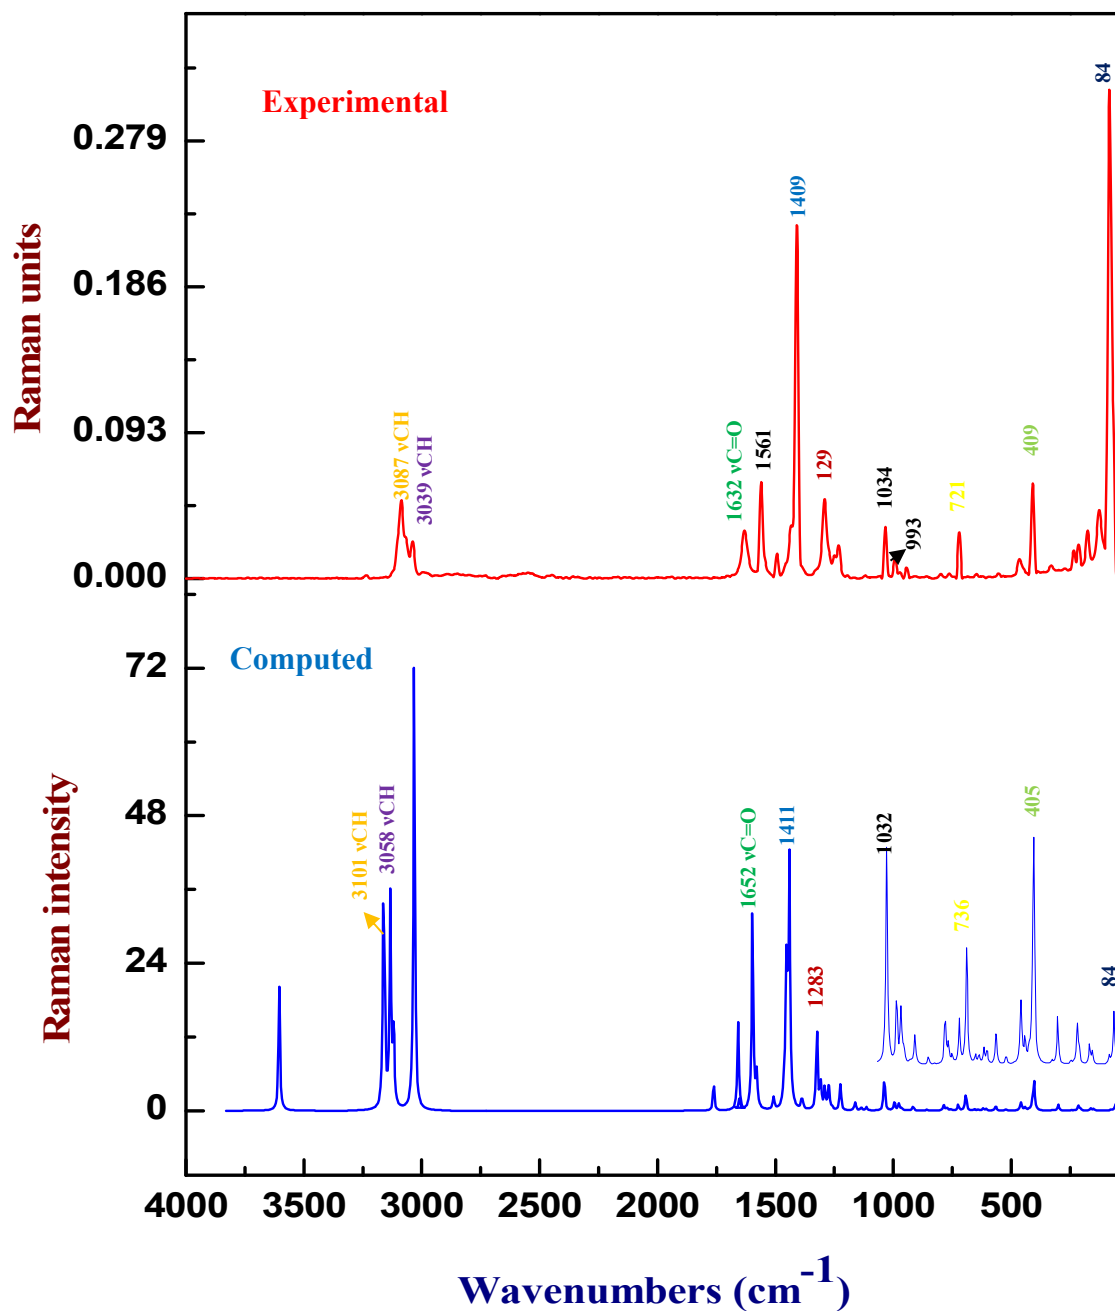 84
Experimental
0.279
1409
0.186
Raman units
0.093
3087 νCH
3039 νCH
1632 νC=O
1561
129
1034
993
721
409
0.000
Computed
72
48
3101 νCH
3058 νCH
1652 νC=O
1411
1032
405
736
1283
84
24
Raman intensity
0
4000 3500 3000 2500 2000 1500 1000 500
Wavenumbers (cm-1)